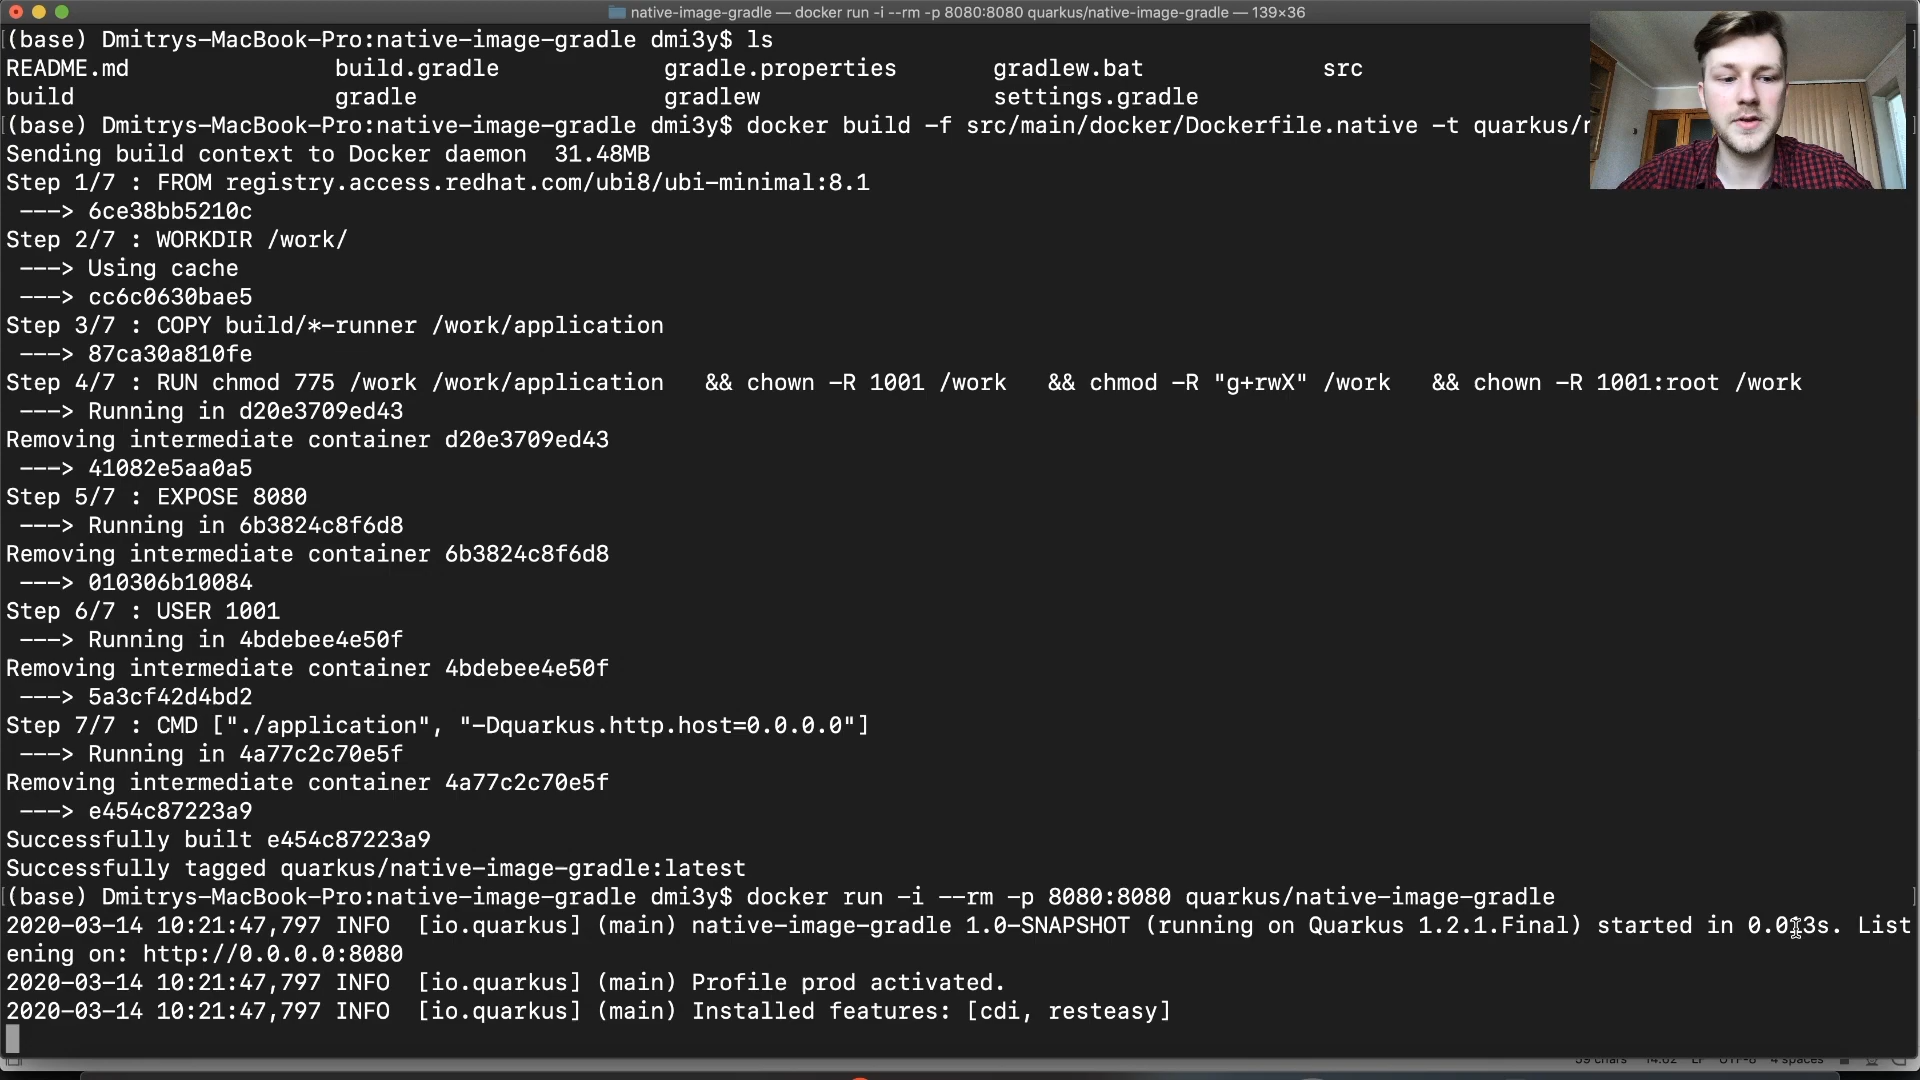 native-image-gradle — docker run -i --rm -p 8080:8080 quarkus/native-image-gradle — 139×36
(base) Dmitrys-MacBook-Pro:native-image-gradle dmi3y$ ls
README.md build.gradle gradle.properties gradlew.bat src
build gradle gradlew settings.gradle
(base) Dmitrys-MacBook-Pro:native-image-gradle dmi3y$ docker build -f src/main/docker/Dockerfile.native -t quarkus/
Sending build context to Docker daemon 31.48MB
Step 1/7 : FROM registry.access.redhat.com/ubi8/ubi-minimal:8.1
---> 6ce38bb5210c
Step 2/7 : WORKDIR /work/
---> Using cache
---> cc6c0630bae5
Step 3/7 : COPY build/*-runner /work/application
---> 87ca30a810fe
Step 4/7 : RUN chmod 775 /work /work/application && chown -R 1001 /work && chmod -R "g+rwX" /work && chown -R 1001:root /work
---> Running in d20e3709ed43
Removing intermediate container d20e3709ed43
---> 41082e5aa0a5
Step 5/7 : EXPOSE 8080
---> Running in 6b3824c8f6d8
Removing intermediate container 6b3824c8f6d8
---> 010306b10084
Step 6/7 : USER 1001
---> Running in 4bdebee4e50f
Removing intermediate container 4bdebee4e50f
---> 5a3cf42d4bd2
Step 7/7 : CMD ["./application", "-Dquarkus.http.host=0.0.0.0"]
---> Running in 4a77c2c70e5f
Removing intermediate container 4a77c2c70e5f
---> e454c87223a9
Successfully built e454c87223a9
Successfully tagged quarkus/native-image-gradle:latest
(base) Dmitrys-MacBook-Pro:native-image-gradle dmi3y$ docker run -i --rm -p 8080:8080 quarkus/native-image-gradle
2020-03-14 10:21:47,797 INFO [io.quarkus] (main) native-image-gradle 1.0-SNAPSHOT (running on Quarkus 1.2.1.Final) started in 0.013s. List
ening on: http://0.0.0.0:8080
2020-03-14 10:21:47,797 INFO [io.quarkus] (main) Profile prod activated.
2020-03-14 10:21:47,797 INFO [io.quarkus] (main) Installed features: [cdi, resteasy]